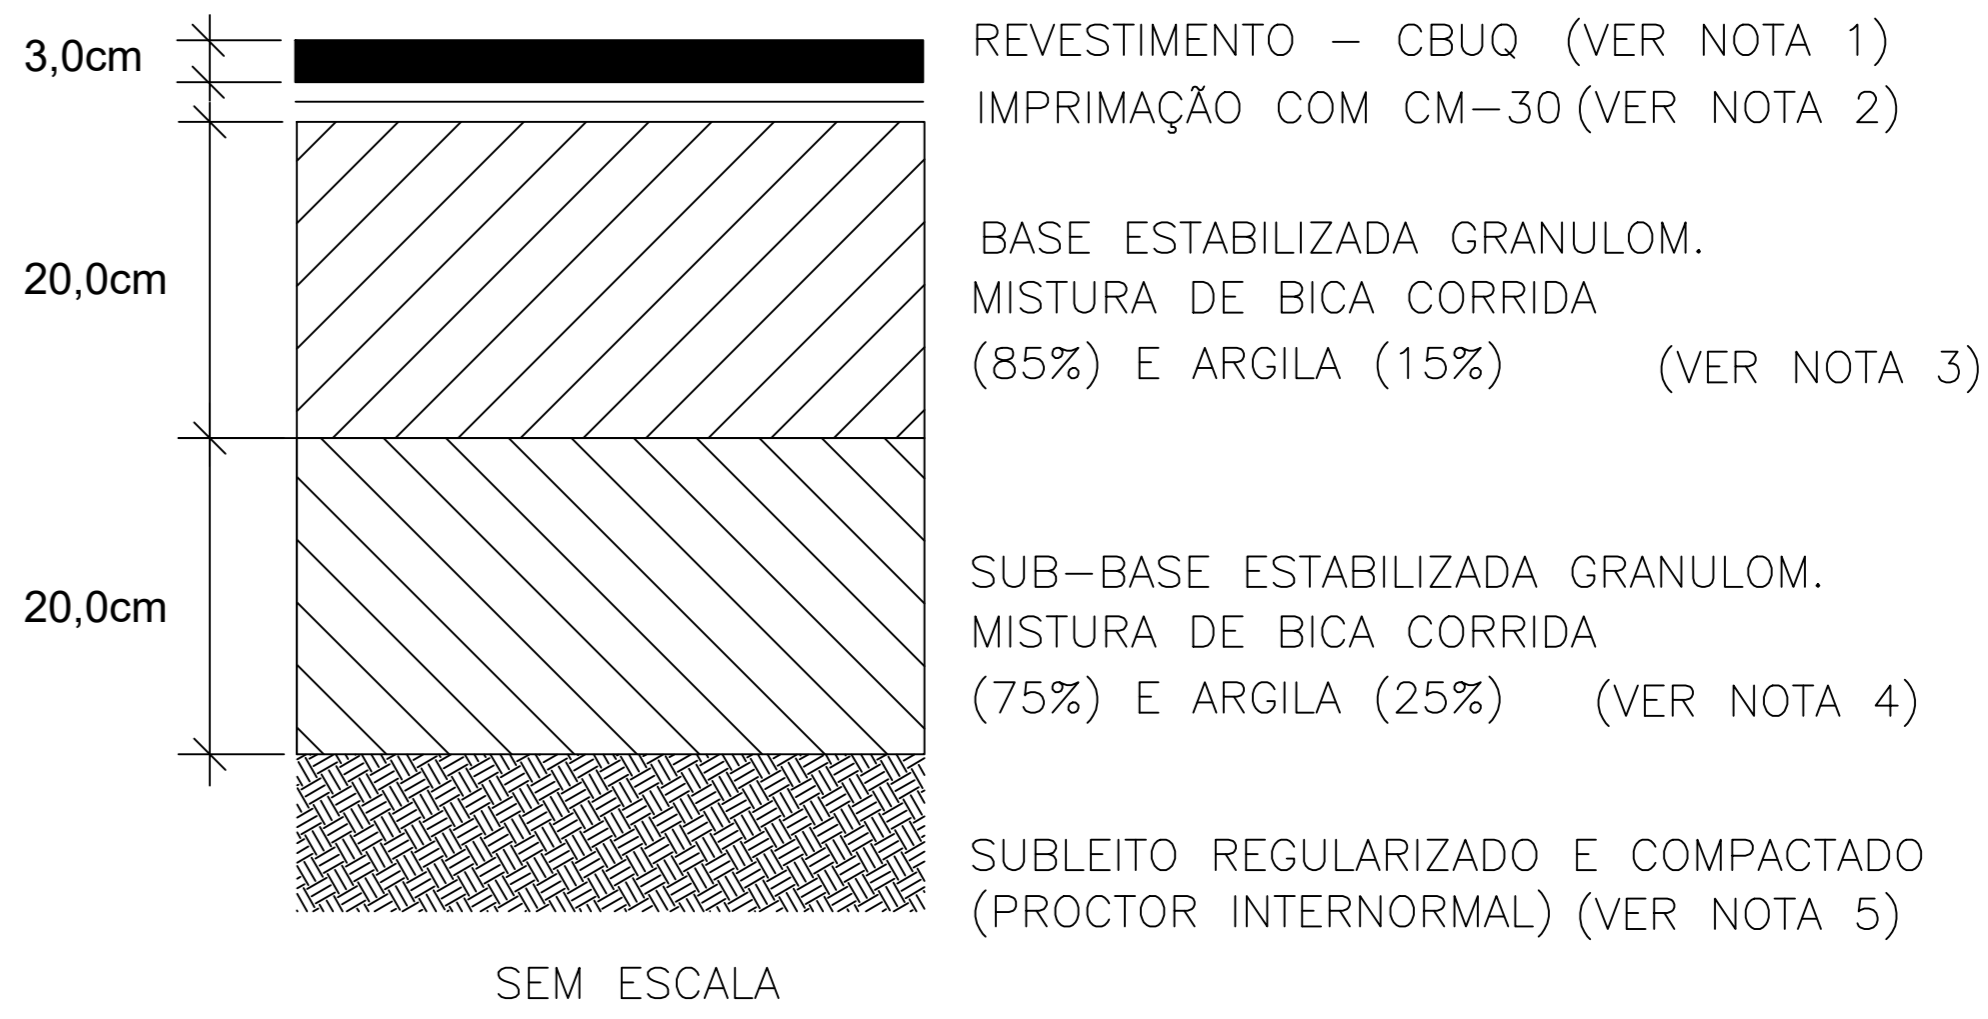 3,0cm
REVESTIMENTO - CBUQ (VER NOTA 1)
IMPRIMAÇÃO COM CM-30 (VER NOTA 2)
20,0cm
BASE ESTABILIZADA GRANULOM.
MISTURA DE BICA CORRIDA
(85%) E ARGILA (15%) (VER NOTA 3)
20,0cm
SUB-BASE ESTABILIZADA GRANULOM.
MISTURA DE BICA CORRIDA
(75%) E ARGILA (25%) (VER NOTA 4)
SUBLEITO REGULARIZADO E COMPACTADO
(PROCTOR INTERNORMAL) (VER NOTA 5)
SEM ESCALA